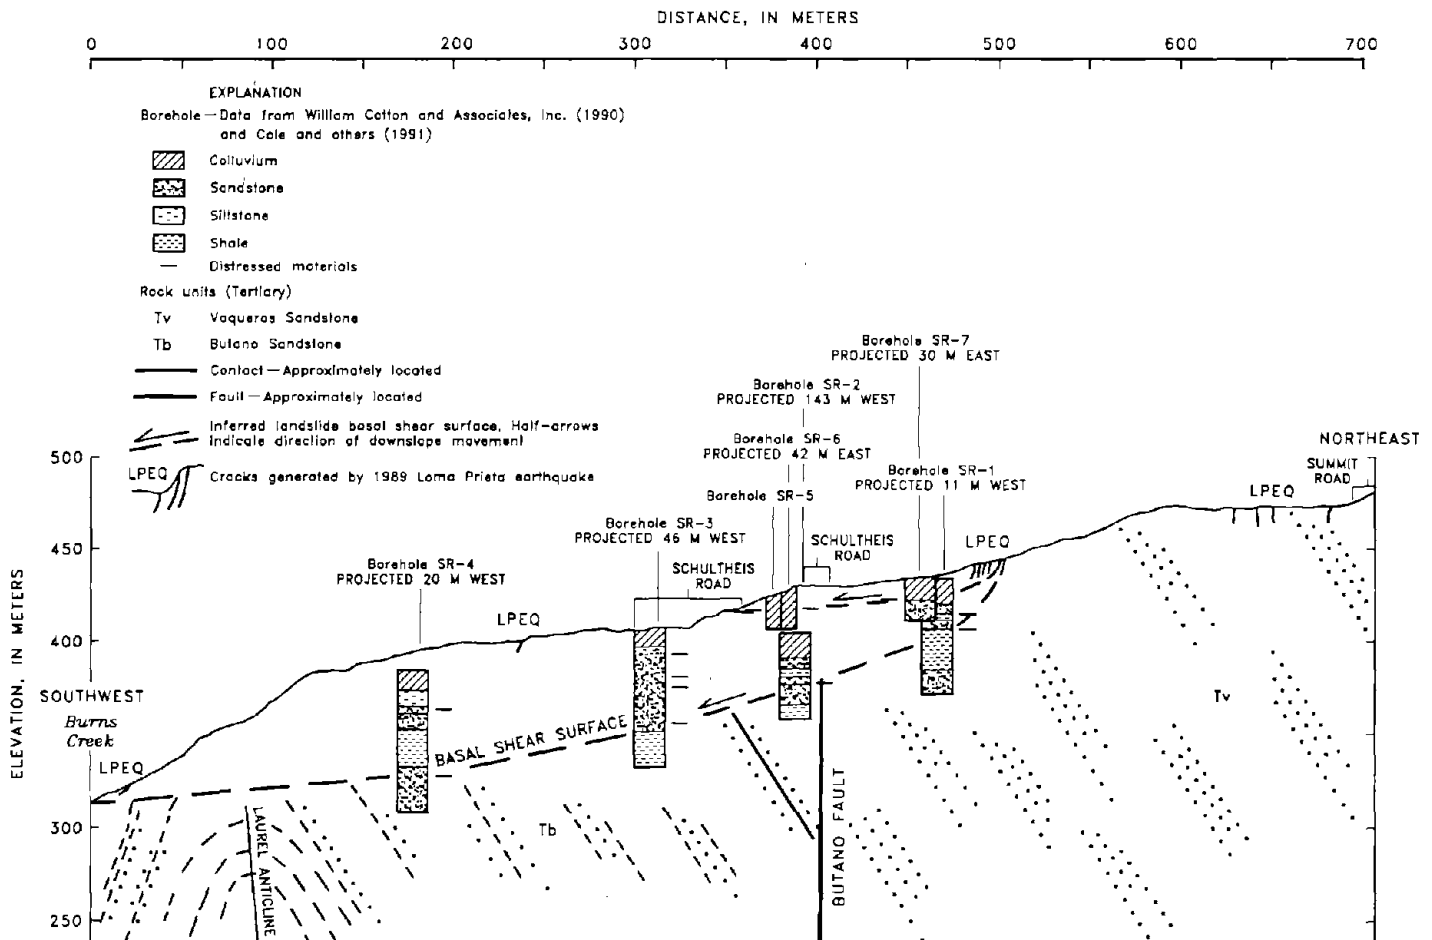 DISTANCE, IN METERS
0 100 200 300 400 500 600 700
EXPLANATION
Borehole—Data from William Cotton and Associates, Inc. (1990)
and Cole and others (1991)
Colluvium
Sandstone
Siltstone
Shale
Distressed materials
Rock units (Tertiary)
Tv Vaqueros Sandstone
Tb Butano Sandstone
Contact—Approximately located
Fault—Approximately located
Inferred landslide basal shear surface, Half-arrows
indicate direction of downslope movement
LPEQ Cracks generated by 1989 Loma Prieta earthquake
Borehole SR-7
PROJECTED 30 M EAST
Borehole SR-2
PROJECTED 143 M WEST
Borehole SR-6
PROJECTED 42 M EAST
Borehole SR-1
PROJECTED 11 M WEST
Borehole SR-5
Borehole SR-3
PROJECTED 46 M WEST
Borehole SR-4
PROJECTED 20 M WEST
SCHULTHEIS
ROAD
SCHULTHEIS
ROAD
NORTHEAST
SUMMIT
ROAD
LPEQ
LPEQ
LPEQ
LPEQ
ELEVATION, IN METERS
500
450
400
300
250
SOUTHWEST
Burns
Creek
BASAL SHEAR SURFACE
LAUREL ANTICLINE
Tb
BUTANO FAULT
Tv